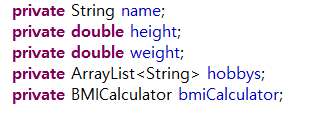 private String name;
private double height;
private double weight;
private ArrayList<String> hobbys;
private BMICalculator bmiCalculator;